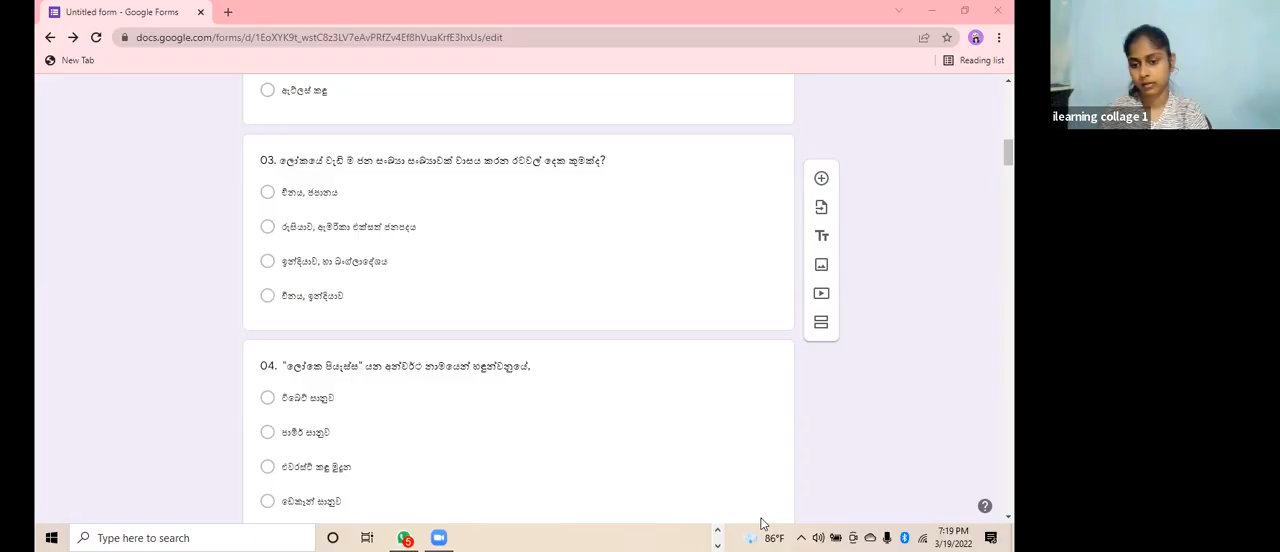 Untitled form - Google Forms
docs.google.com/forms/d/1EoXYK9t_wstC8z3LV7eAvPRfZv4Ef8hVuaKrfE3hxUs/edit
New Tab
Reading list
ඇට්ලස් කඳු
03. ලෝකයේ වැඩි ම ජන සංඛ්‍යා සංඛ්‍යාවක් වාසය කරන රටවල් දෙක කුමක්ද?
චීනය, ජපානය
රුසියාව, ඇමරිකා එක්සත් ජනපදය
ඉන්දියාව, හා බංග්ලාදේශය
චීනය, ඉන්දියාව
04. "ලෝකෙ පියැස්ස" යන අන්වර්ථ නාමයෙන් හඳුන්වනුයේ,
ටිබෙට් සානුව
පාමීර් සානුව
එවරස්ට් කඳු මුදුන
ඩෙකෑන් සානුව
ilearning collage 1
Type here to search
5
86°F
7:19 PM
3/19/2022